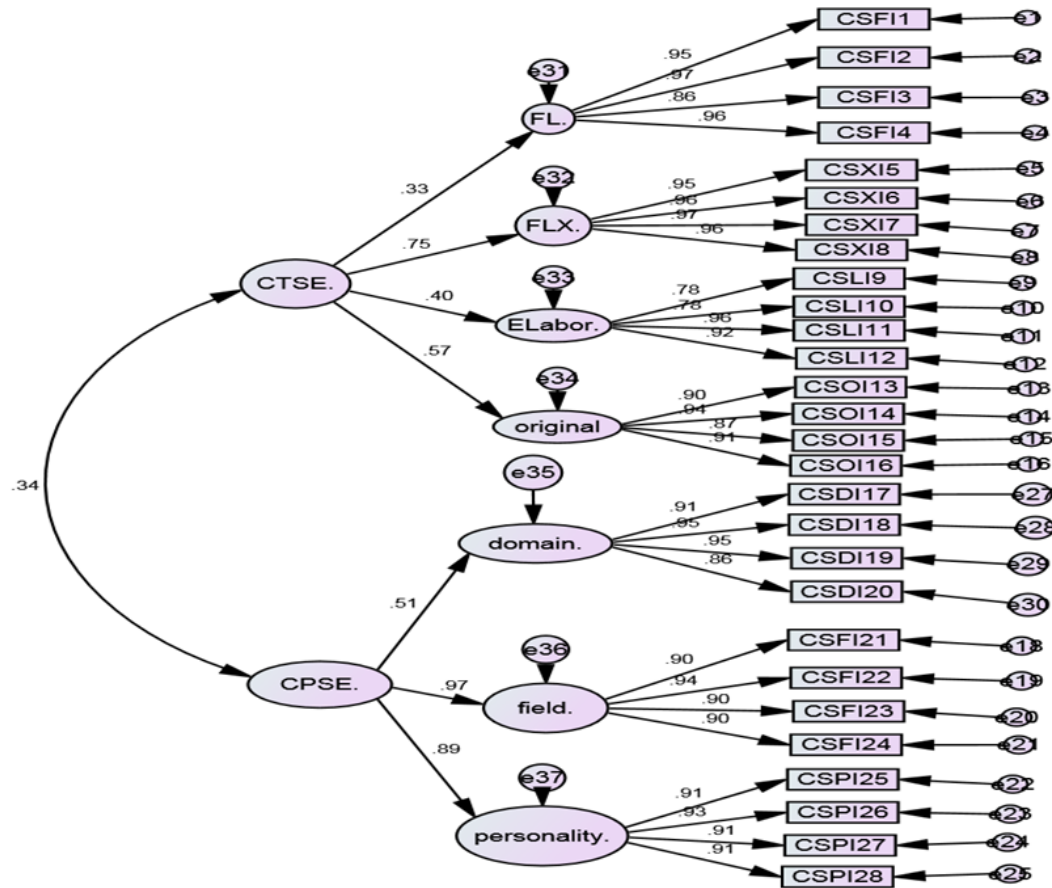 CSFI1 e1
.95
CSFI2 e2
e31 .97
.86 CSFI3 e3
FL. .96
CSFI4 e4
CSXI5 e5
e32 .95
.33 .96 CSXI6 e6
.97 CSXI7 e7
FLX. .96
.75 CSXI8 e8
e33 .78 CSLI9 e9
CTSE. .78 CSLI10 e10
.40 ELabor. .96 CSLI11 e11
.92
.57 CSLI12 e12
e34 .90 CSOI13 e13
.94 CSOI14 e14
original .87 CSOI15 e15
.91
CSOI16 e16
e35
.34 CSDI17 e27
.91
.95 CSDI18 e28
domain. .95
CSDI19 e29
.86
CSDI20 e30
.51
CSFI21 e18
e36 .90
CSFI22 e19
CPSE. .94
.97 field. .90 CSFI23 e20
.90
CSFI24 e21
.89
e37 CSPI25 e22
.91
.93 CSPI26 e23
personality. .91
CSPI27 e24
.91
CSPI28 e25